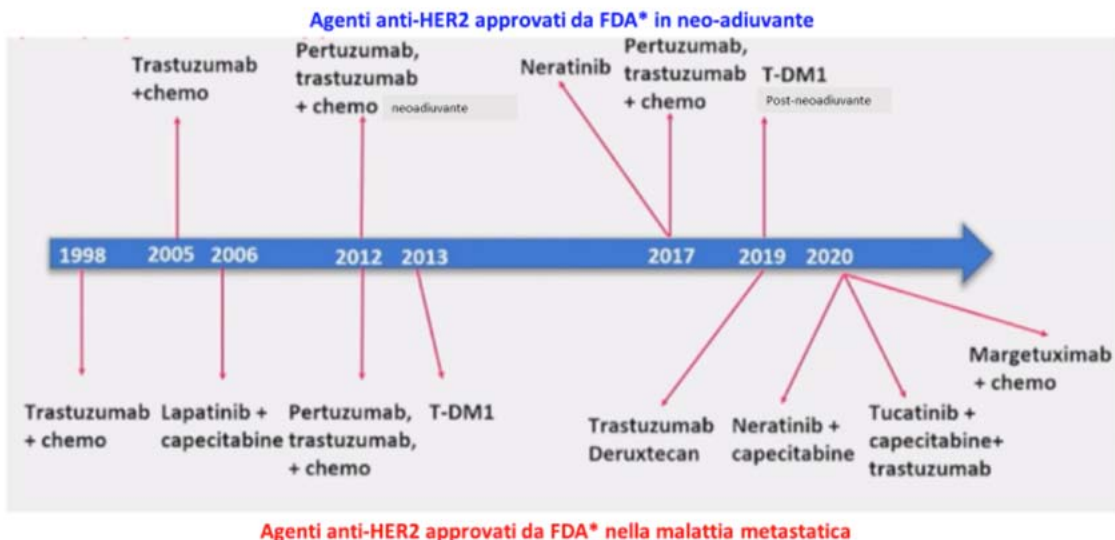 Agenti anti-HER2 approvati da FDA* in neo-adiuvante
Trastuzumab
+chemo
Pertuzumab,
trastuzumab
+ chemo neoadiuvante
Neratinib
Pertuzumab,
trastuzumab
+ chemo
T-DM1
Post-neoadiuvante
1998 2005 2006 2012 2013 2017 2019 2020
Trastuzumab
+ chemo
Lapatinib +
capecitabine
Pertuzumab,
trastuzumab,
+ chemo
T-DM1
Trastuzumab
Deruxtecan
Neratinib +
capecitabine
Tucatinib +
capecitabine+
trastuzumab
Margetuximab
+ chemo
Agenti anti-HER2 approvati da FDA* nella malattia metastatica